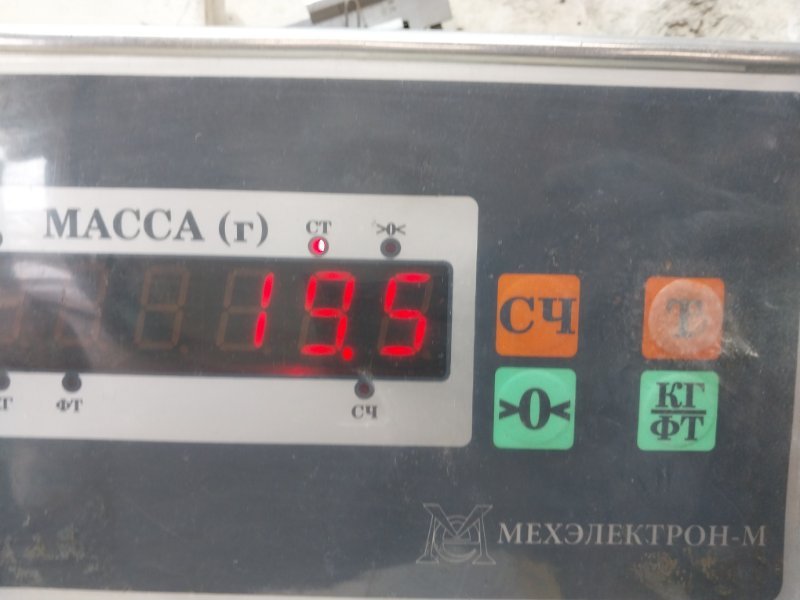 МАССА (г)
СТ
>0<
19.5
ФТ
СЧ
СЧ
Т
>0<
КГ
ФТ
МЕХЭЛЕКТРОН-М